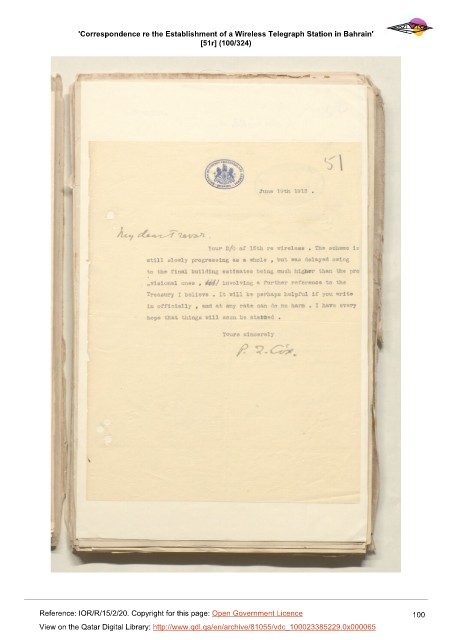 'Correspondence re the Establishment of a Wireless Telegraph Station in Bahrain'
[51r] (100/324)
51
June 19th 1912 .
My dear Trevor
Your D/O of 15th re wireless . The scheme is
still slowly progressing as a whole , but was delayed owing
to the final building estimates being much higher than the pro
visional ones , involving a further reference to the
Treasury I believe . It will be perhaps helpful if you write
in officially , and at any rate can do no harm . I have every
hope that things will soon be started .
Yours sincerely
P. Z. Cox.
Reference: IOR/R/15/2/20. Copyright for this page: Open Government Licence
100
View on the Qatar Digital Library: http://www.qdl.qa/en/archive/81055/vdc_100023385229.0x000065